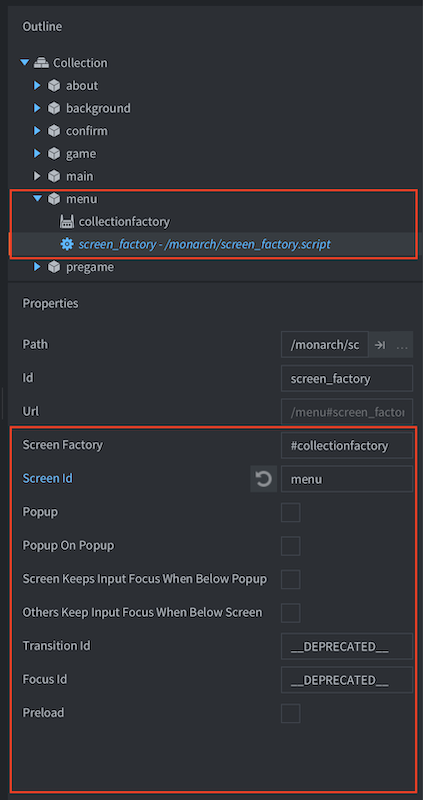 Outline
Collection
about
background
confirm
game
main
menu
collectionfactory
screen_factory - /monarch/screen_factory.script
pregame
Properties
Path /monarch/sc ...
Id screen_factory
Url /menu#screen_facto
Screen Factory #collectionfactory
Screen Id menu
Popup
Popup On Popup
Screen Keeps Input Focus When Below Popup
Others Keep Input Focus When Below Screen
Transition Id __DEPRECATED__
Focus Id __DEPRECATED__
Preload